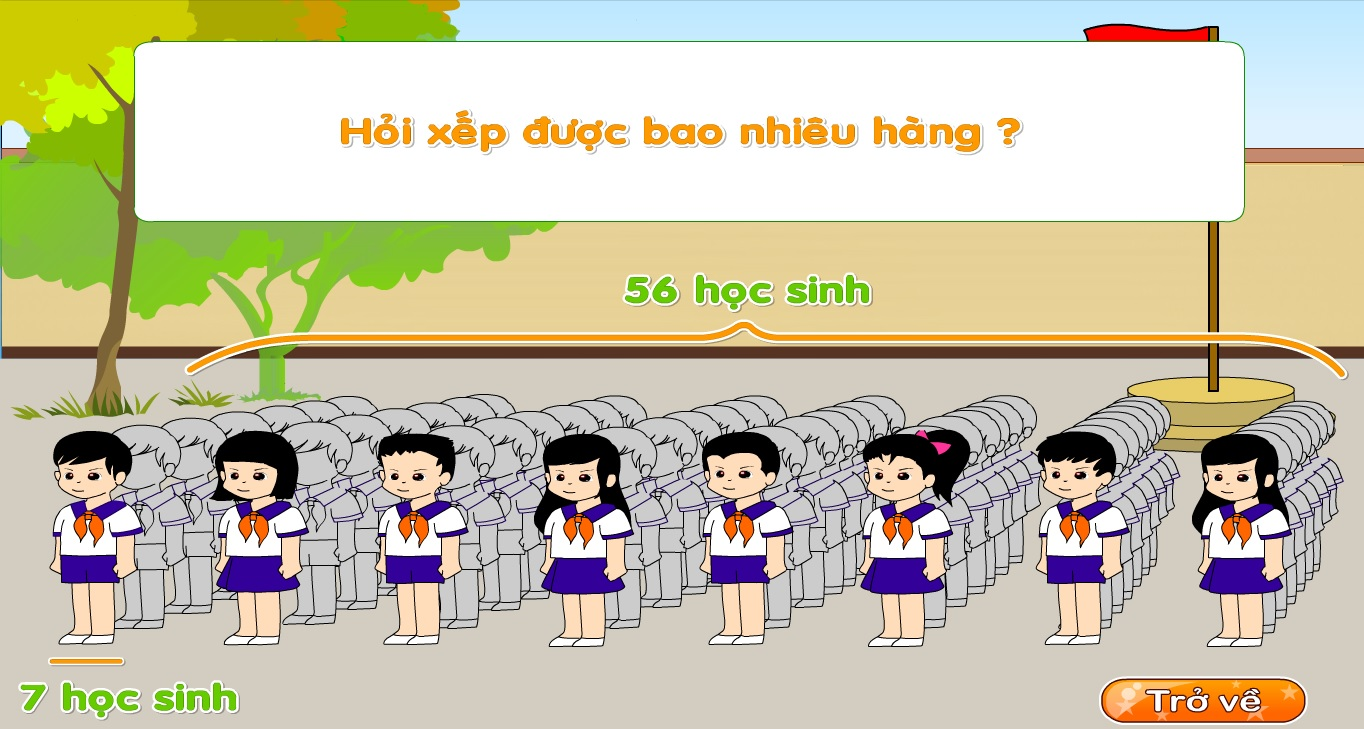 Hỏi xếp được bao nhiêu hàng ?
56 học sinh
7 học sinh
Trở về